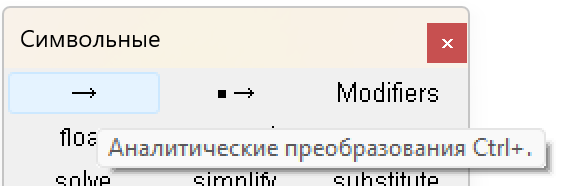 Символьные ×
→ ▪ → Modifiers
Аналитические преобразования Ctrl+.
solve simplify substitute